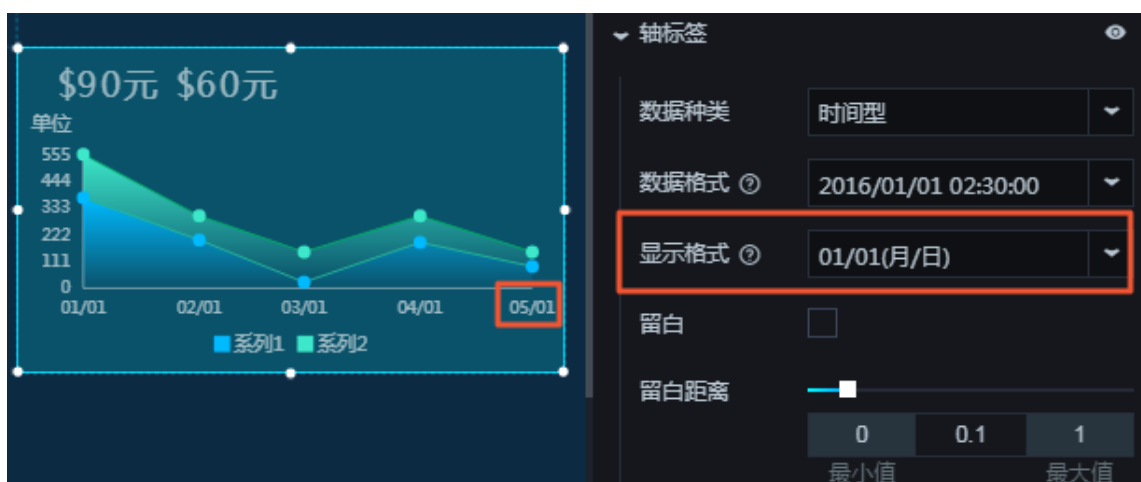 $90元 $60元
单位
555
444
333
222
111
0
01/01 02/01 03/01 04/01 05/01
系列1 系列2
轴标签
数据种类 时间型
数据格式 2016/01/01 02:30:00
显示格式 01/01(月/日)
留白
留白距离
0 0.1 1
最小值 最大值